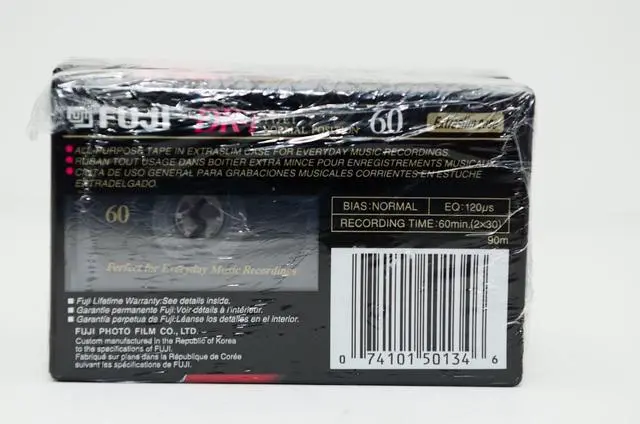 FUJI DR-I TYPE I NORMAL POSITION 60 Extraslim case
• ALL-PURPOSE TAPE IN EXTRASLIM CASE FOR EVERYDAY MUSIC RECORDINGS.
• RUBAN TOUT USAGE DANS BOITIER EXTRA MINCE POUR ENREGISTREMENTS MUSICAUX.
• CINTA DE USO GENERAL PARA GRABACIONES MUSICALES CORRIENTES EN ESTUCHE
EXTRADELGADO.
60
Perfect for Everyday Music Recordings
BIAS:NORMAL EQ:120µs
RECORDING TIME:60min.(2×30)
90m
■ Fuji Lifetime Warranty:See details inside.
■ Garantie permanente Fuji:Voir détails à l'intérieur.
■ Garantía perpetua de Fuji:Léanse los detalles en el interior.
FUJI PHOTO FILM CO., LTD.
Custom manufactured in the Republic of Korea
to the specifications of FUJI.
Fabriqué sur plans dans la République de Corée
suivant les spécifications de FUJI.
0 74101 50134 6